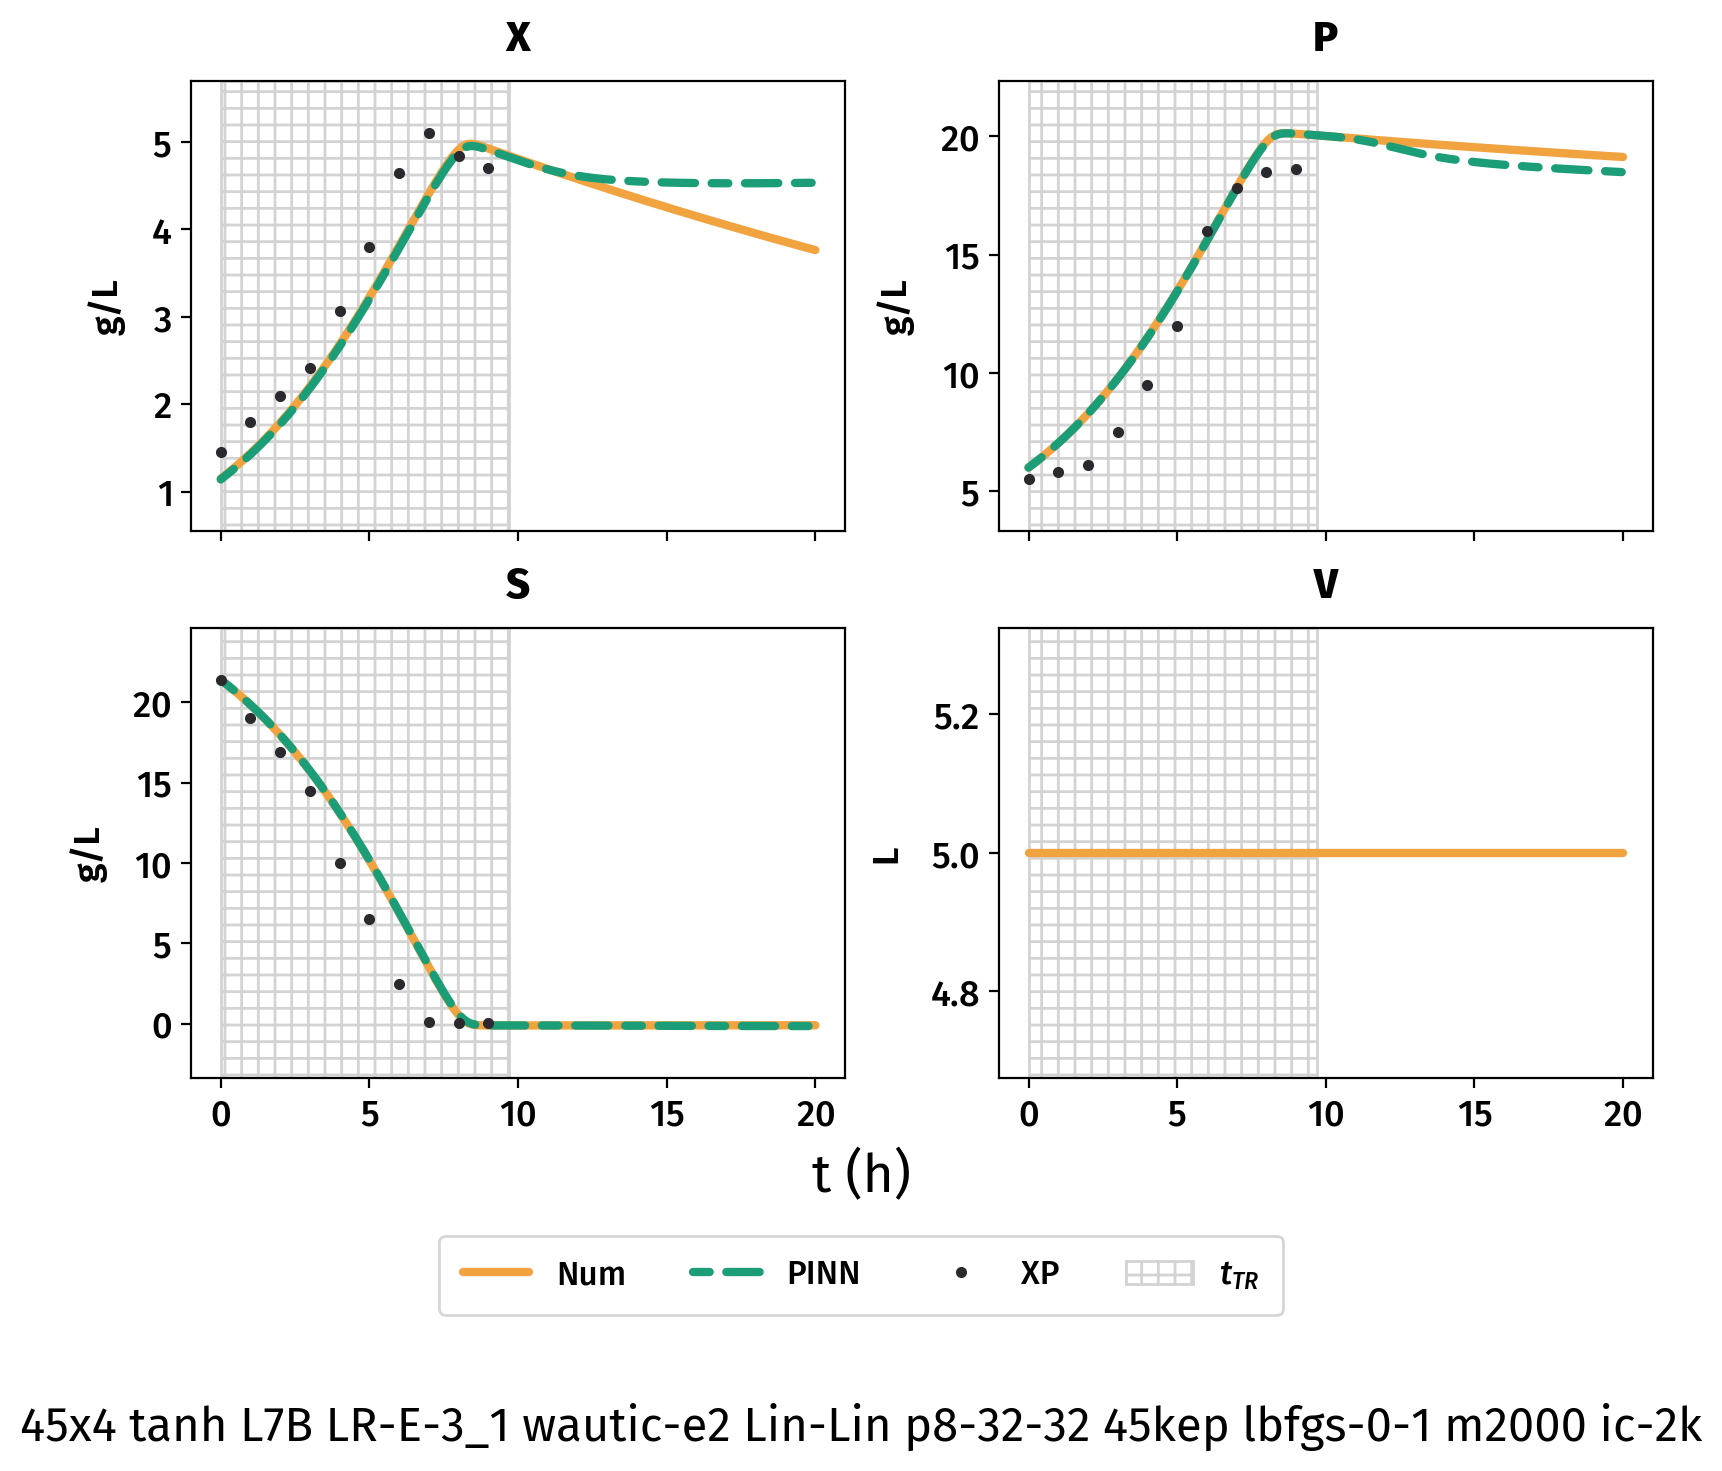 X
P
5
4
3
2
1
g/L
20
15
10
5
g/L
S
V
20
15
10
5
0
g/L
5.2
5.0
4.8
L
0 5 10 15 20
0 5 10 15 20
t (h)
Num PINN XP tTR
45x4 tanh L7B LR-E-3_1 wautic-e2 Lin-Lin p8-32-32 45kep lbfgs-0-1 m2000 ic-2k